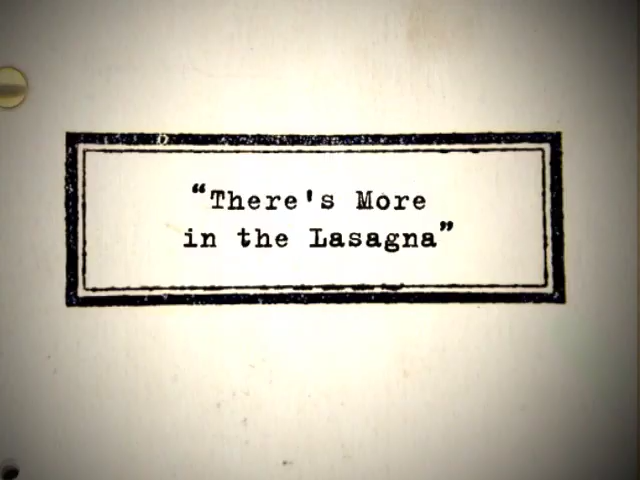 “There's More
in the Lasagna”